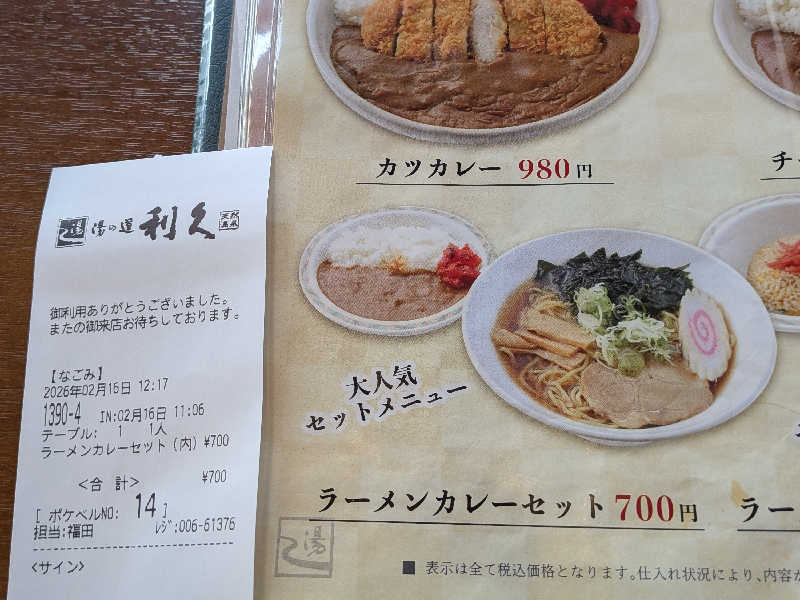 湯の道 利久
御利用ありがとうございました。
またの御来店お待ちしております。
【なごみ】
2026年02月16日 12:17
1390-4 IN:02月16日 11:06
テーブル: 1 1人
ラーメンカレーセット(内) ¥700
<合 計> ¥700
[ ポケベルNO: 14 ]
担当:福田 レジ:006-61376
<サイン>
カツカレー 980円
チ
大人気
セットメニュー
ラーメンカレーセット 700円
ラー
湯
■ 表示は全て税込価格となります。仕入れ状況により、内容が